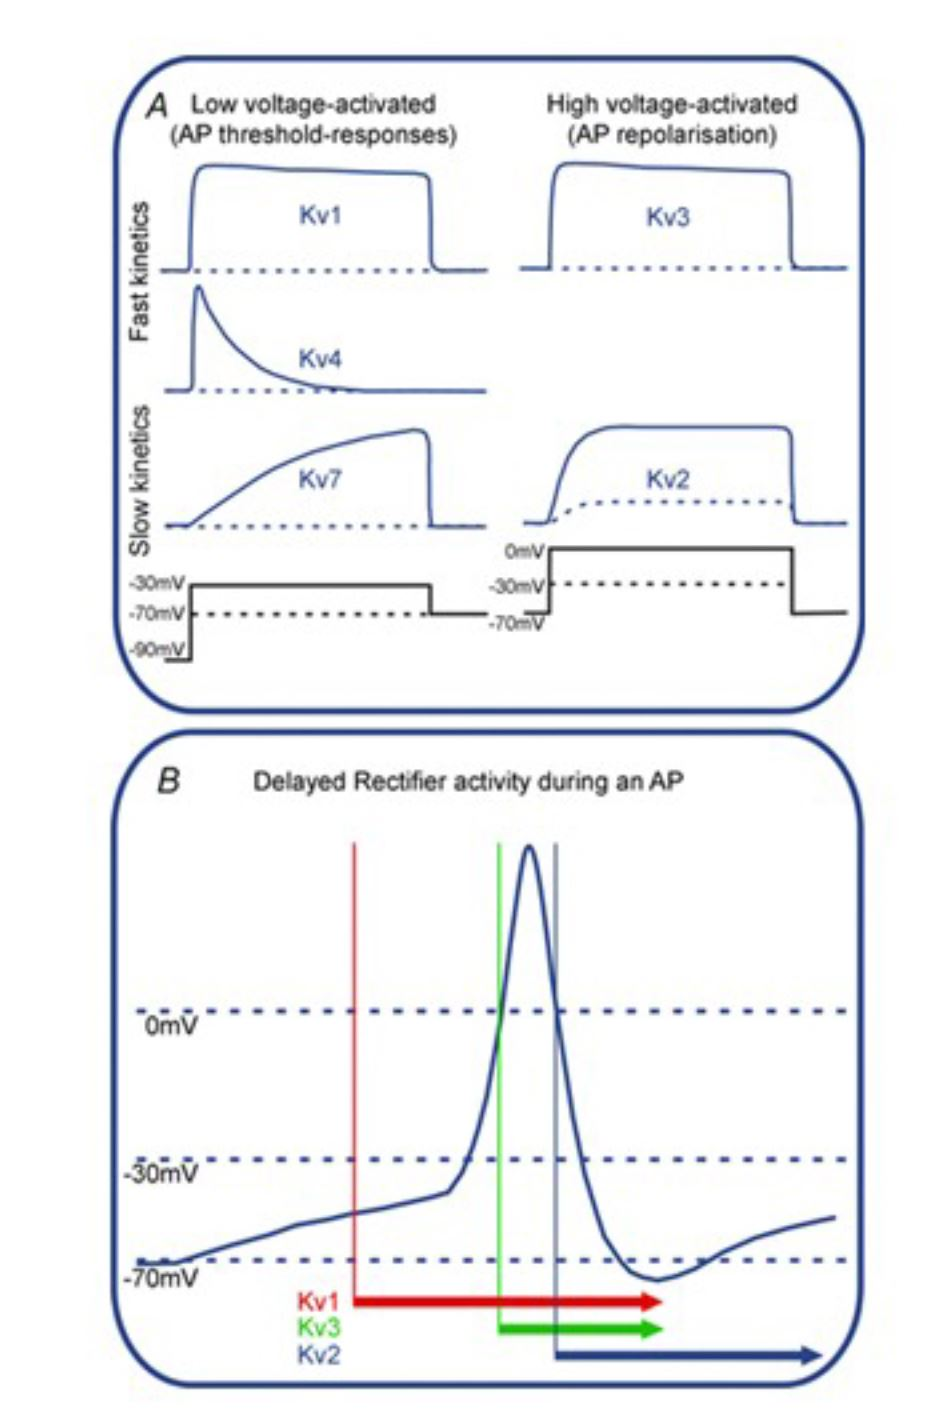 A
Low voltage-activated
(AP threshold-responses)
High voltage-activated
(AP repolarisation)
Fast kinetics
Kv1
Kv3
Kv4
Slow kinetics
Kv7
Kv2
-30mV
-70mV
-90mV
0mV
-30mV
-70mV
B
Delayed Rectifier activity during an AP
0mV
-30mV
-70mV
Kv1
Kv3
Kv2